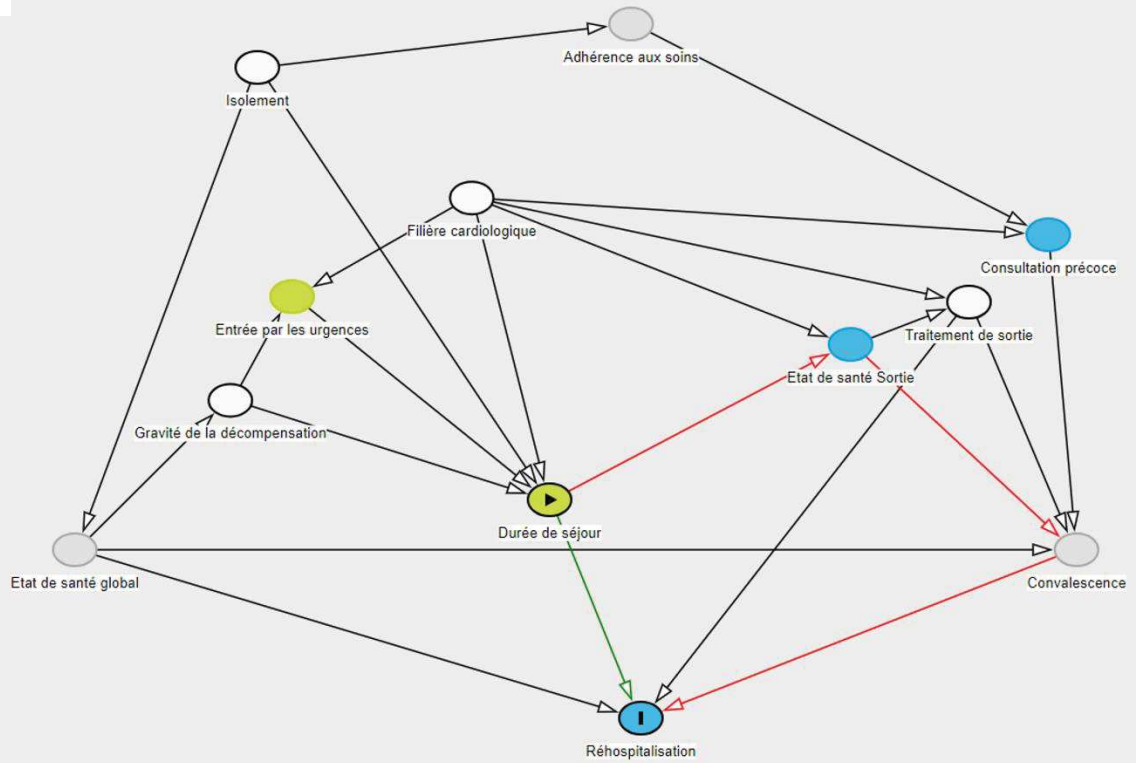 Adhérence aux soins
Isolement
Filière cardiologique
Consultation précoce
Entrée par les urgences
Traîtement de sortie
Etat de santé Sortie
Gravité de la décompensation
Durée de séjour
Etat de santé global
Convalescence
Réhospitalisation